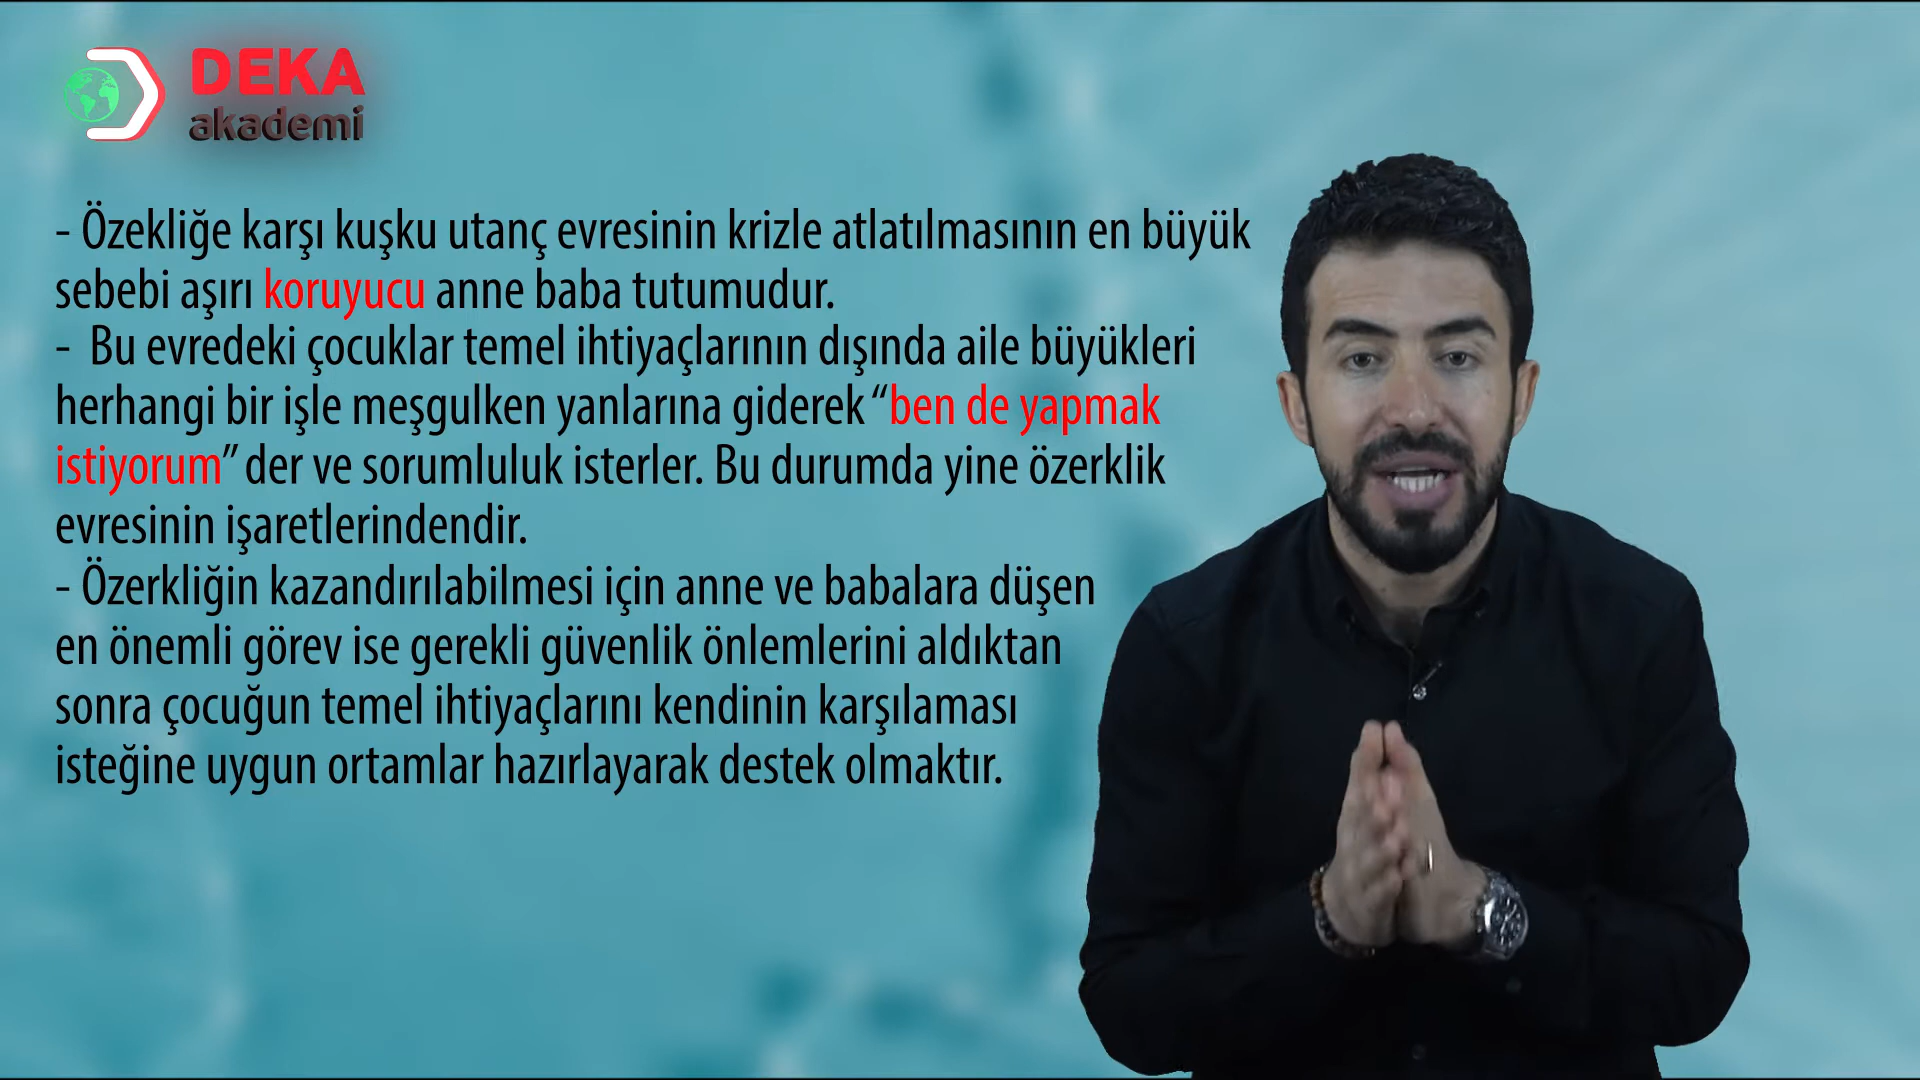 DEKA
akademi
- Özekliğe karşı kuşku utanç evresinin krizle atlatılmasının en büyük
sebebi aşırı koruyucu anne baba tutumudur.
- Bu evredeki çocuklar temel ihtiyaçlarının dışında aile büyükleri
herhangi bir işle meşgulken yanlarına giderek “ben de yapmak
istiyorum” der ve sorumluluk isterler. Bu durumda yine özerklik
evresinin işaretlerindendir.
- Özerkliğin kazandırılabilmesi için anne ve babalara düşen
en önemli görev ise gerekli güvenlik önlemlerini aldıktan
sonra çocuğun temel ihtiyaçlarını kendinin karşılaması
isteğine uygun ortamlar hazırlayarak destek olmaktır.